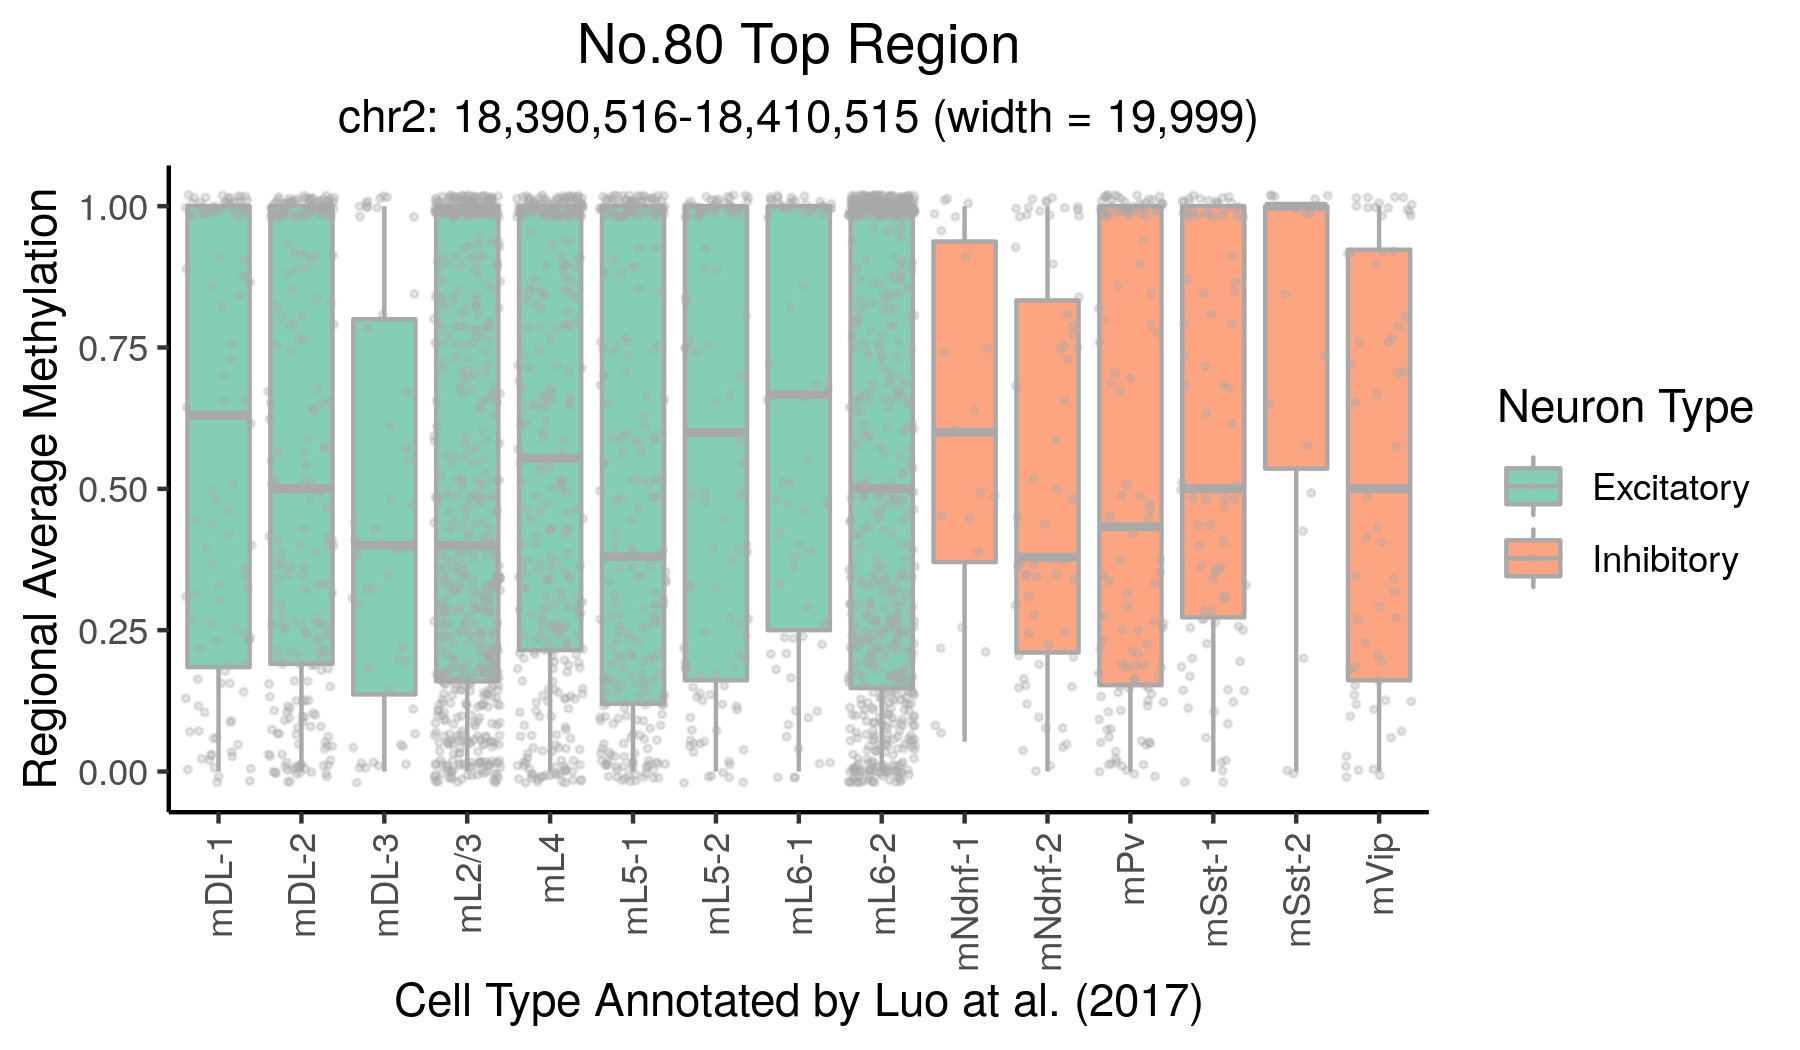 No.80 Top Region
chr2: 18,390,516-18,410,515 (width = 19,999)
Regional Average Methylation
1.00
0.75
0.50
0.25
0.00
mDL-1
mDL-2
mDL-3
mL2/3
mL4
mL5-1
mL5-2
mL6-1
mL6-2
mNdnf-1
mNdnf-2
mPv
mSst-1
mSst-2
mVip
Cell Type Annotated by Luo at al. (2017)
Neuron Type
Excitatory
Inhibitory